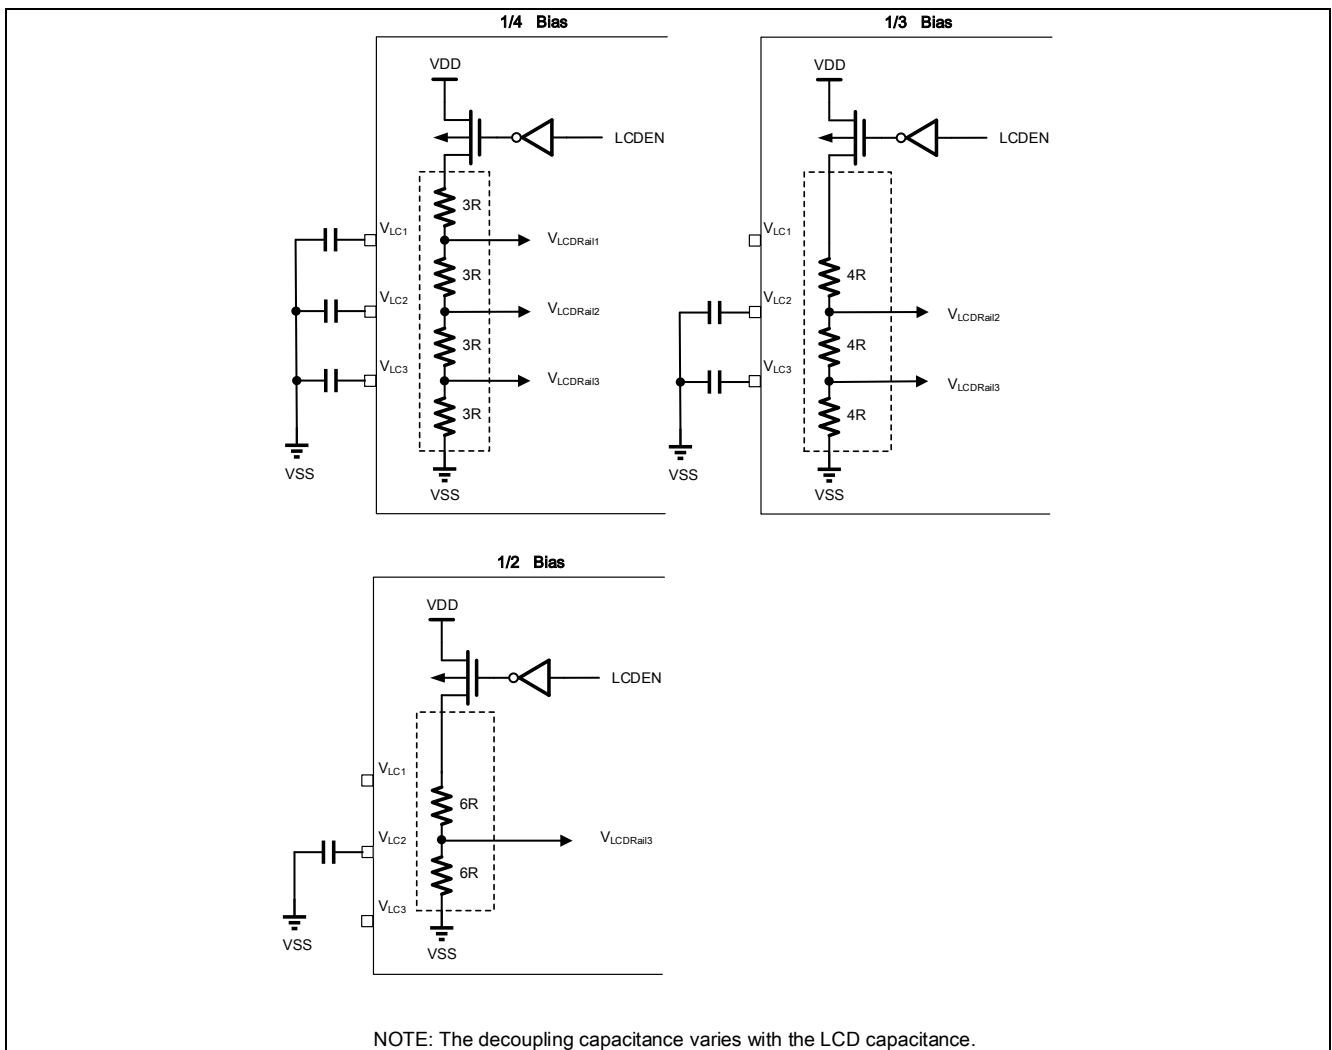 1/4 Bias
VDD
LCDEN
3R
VLC1
VLCDRail1
3R
VLC2
VLCDRail2
3R
VLC3
VLCDRail3
3R
VSS
VSS
1/3 Bias
VDD
LCDEN
VLC1
4R
VLC2
VLCDRail2
4R
VLC3
VLCDRail3
4R
VSS
VSS
1/2 Bias
VDD
LCDEN
VLC1
6R
VLC2
VLCDRail3
6R
VLC3
VSS
VSS
NOTE: The decoupling capacitance varies with the LCD capacitance.